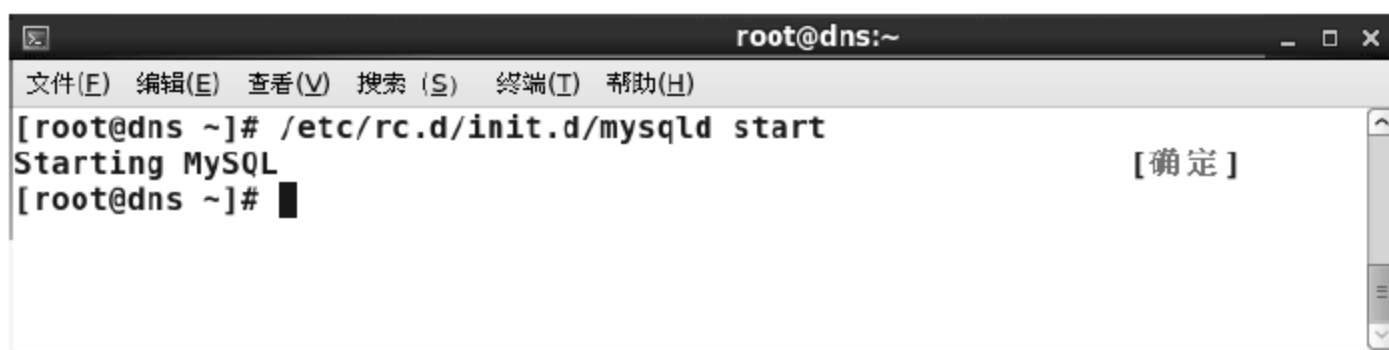 root@dns:~
文件(F) 编辑(E) 查看(V) 搜索 (S) 终端(T) 帮助(H)
[root@dns ~]# /etc/rc.d/init.d/mysqld start
Starting MySQL [确定]
[root@dns ~]#